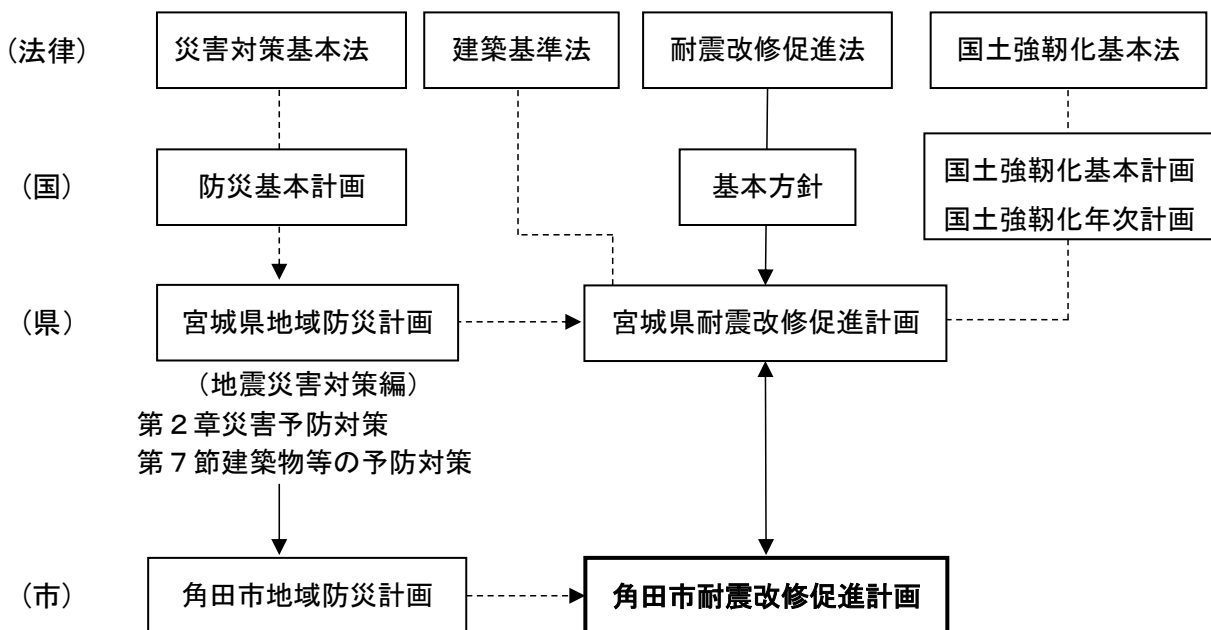 （法律）
災害対策基本法
建築基準法
耐震改修促進法
国土強靭化基本法
（国）
防災基本計画
基本方針
国土強靭化基本計画
国土強靭化年次計画
（県）
宮城県地域防災計画
宮城県耐震改修促進計画
（地震災害対策編）
第２章災害予防対策
第７節建築物等の予防対策
（市）
角田市地域防災計画
角田市耐震改修促進計画